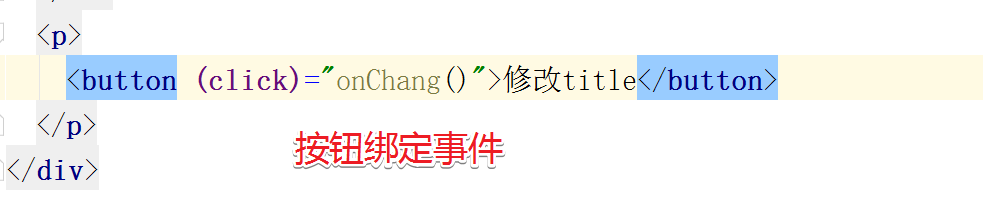 <p>
<button (click)="onChang()">修改title</button>
</p>
按钮绑定事件
</div>